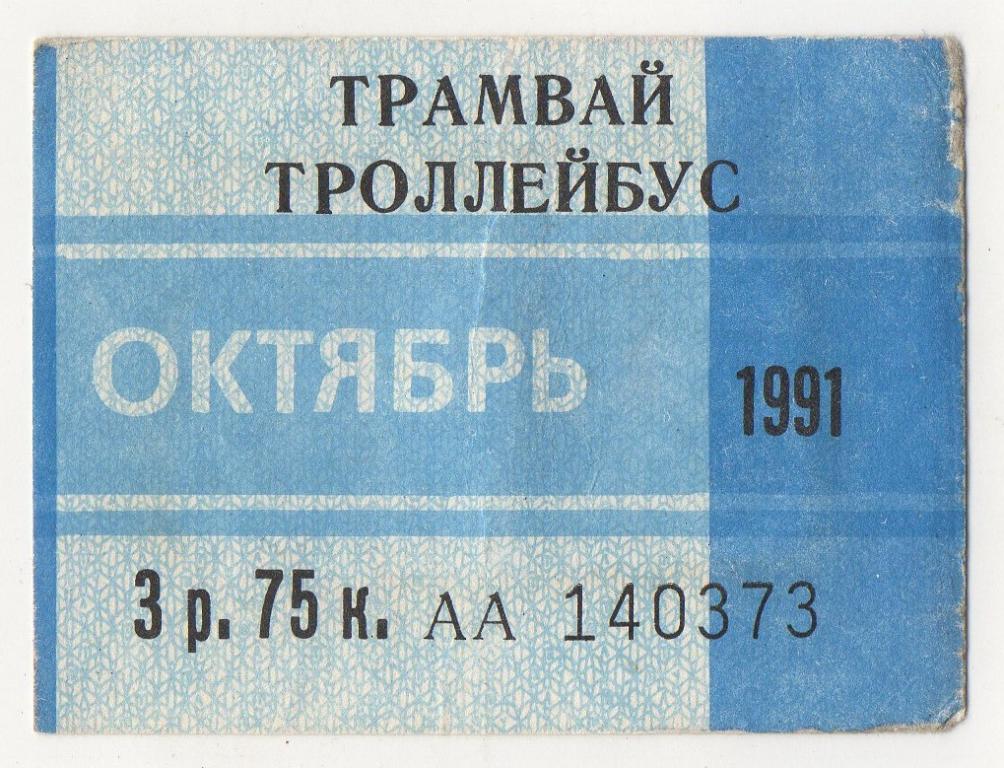 ТРАМВАЙ
ТРОЛЛЕЙБУС
ОКТЯБРЬ
1991
3 р. 75 к. АА 140373